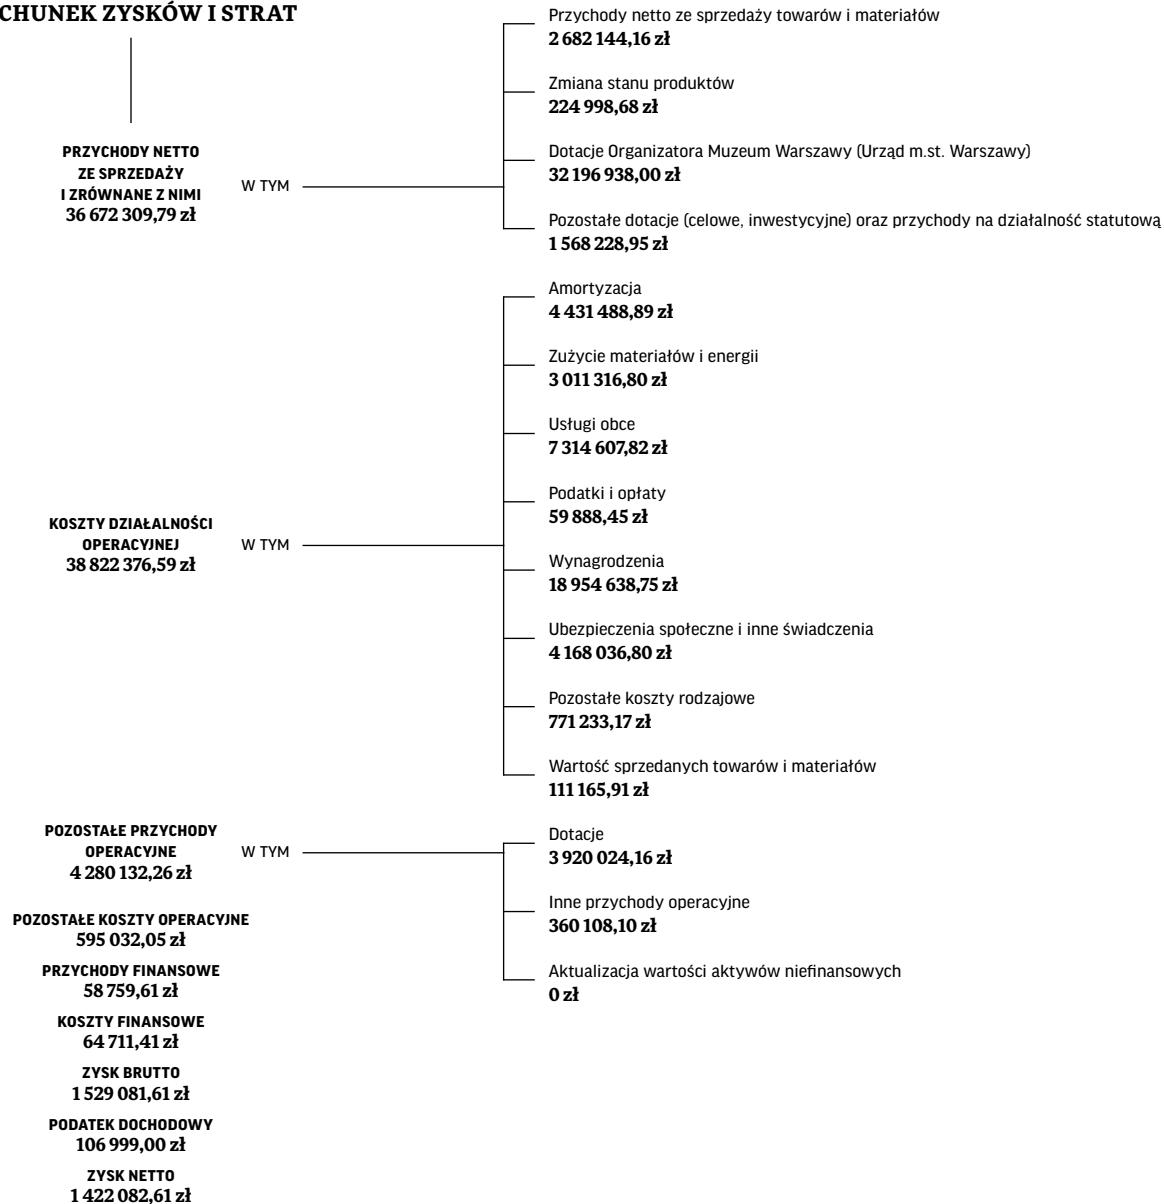 CHUNEK ZYSKÓW I STRAT
PRZYCHODY NETTO
ZE SPRZEDAŻY
I ZRÓWNANE Z NIMI
36 672 309,79 zł
W TYM
Przychody netto ze sprzedaży towarów i materiałów
2 682 144,16 zł
Zmiana stanu produktów
224 998,68 zł
Dotacje Organizatora Muzeum Warszawy (Urząd m.st. Warszawy)
32 196 938,00 zł
Pozostałe dotacje (celowe, inwestycyjne) oraz przychody na działalność statutową
1 568 228,95 zł
KOSZTY DZIAŁALNOŚCI
OPERACYJNEJ
38 822 376,59 zł
W TYM
Amortyzacja
4 431 488,89 zł
Zużycie materiałów i energii
3 011 316,80 zł
Usługi obce
7 314 607,82 zł
Podatki i opłaty
59 888,45 zł
Wynagrodzenia
18 954 638,75 zł
Ubezpieczenia społeczne i inne świadczenia
4 168 036,80 zł
Pozostałe koszty rodzajowe
771 233,17 zł
Wartość sprzedanych towarów i materiałów
111 165,91 zł
POZOSTAŁE PRZYCHODY
OPERACYJNE
4 280 132,26 zł
W TYM
Dotacje
3 920 024,16 zł
Inne przychody operacyjne
360 108,10 zł
Aktualizacja wartości aktywów niefinansowych
0 zł
POZOSTAŁE KOSZTY OPERACYJNE
595 032,05 zł
PRZYCHODY FINANSOWE
58 759,61 zł
KOSZTY FINANSOWE
64 711,41 zł
ZYSK BRUTTO
1 529 081,61 zł
PODATEK DOCHODOWY
106 999,00 zł
ZYSK NETTO
1 422 082,61 zł